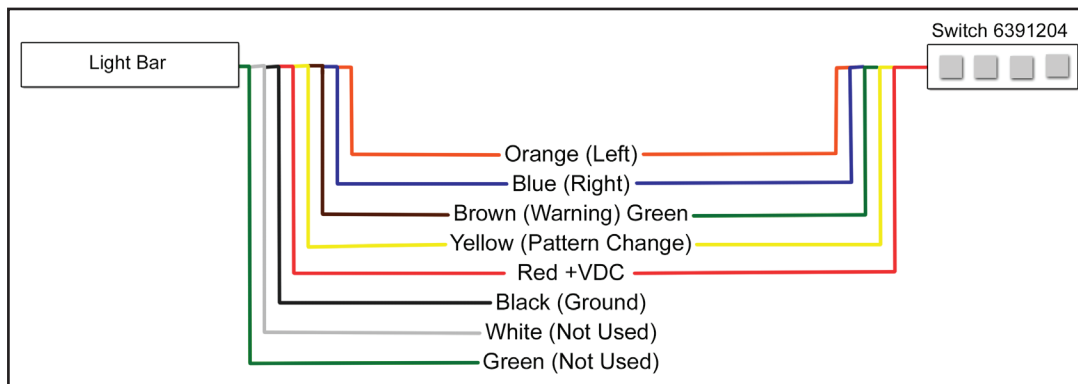 Switch 6391204
Light Bar
Orange (Left)
Blue (Right)
Brown (Warning) Green
Yellow (Pattern Change)
Red +VDC
Black (Ground)
White (Not Used)
Green (Not Used)